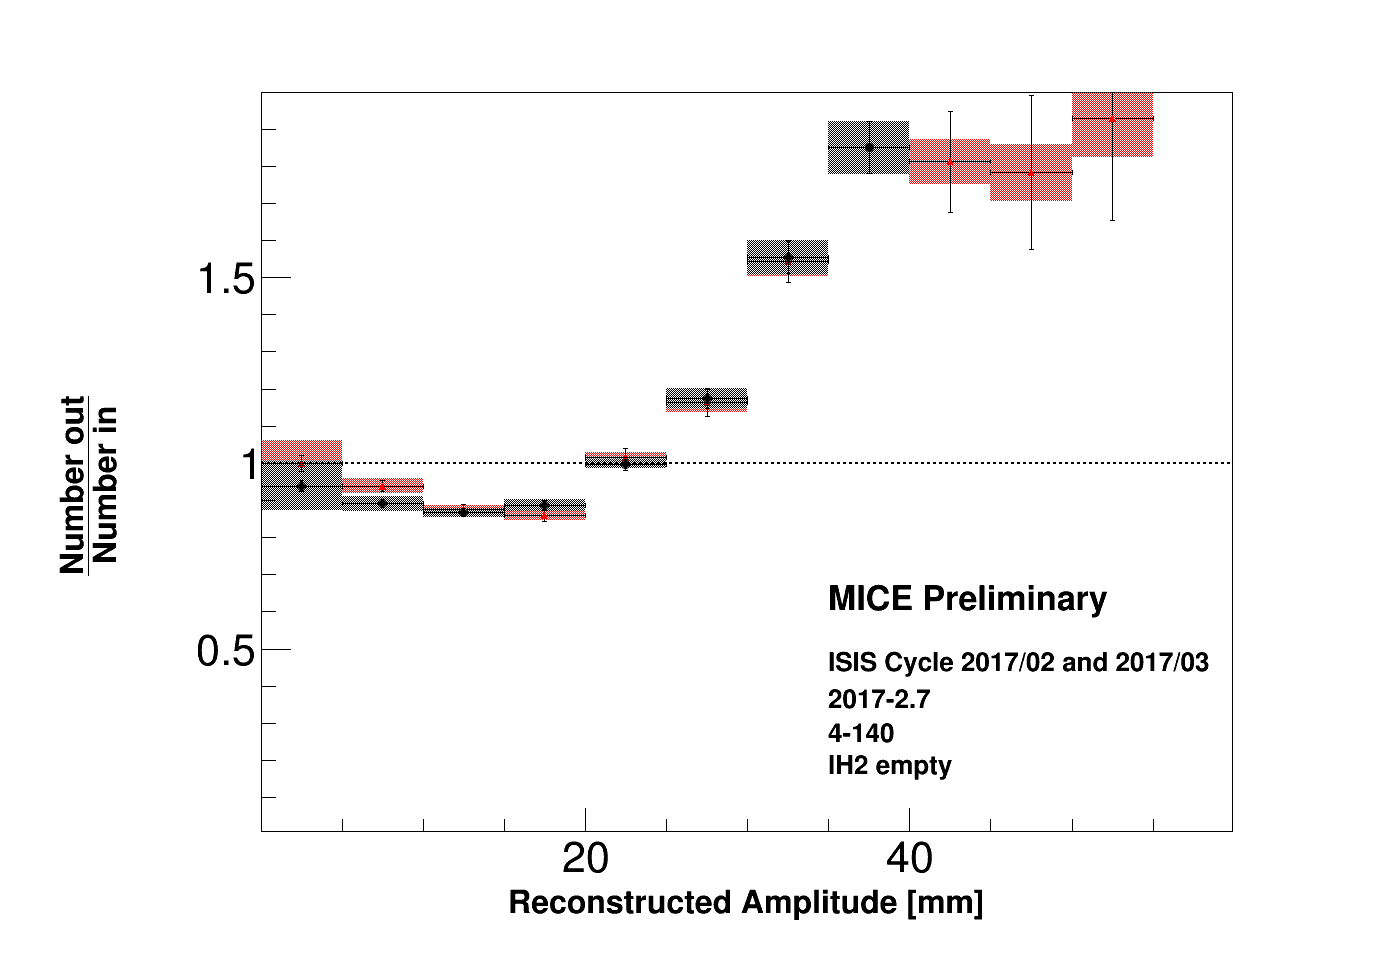 1.5
1
0.5
Number out
Number in
MICE Preliminary
ISIS Cycle 2017/02 and 2017/03
2017-2.7
4-140
lH2 empty
20 40
Reconstructed Amplitude [mm]